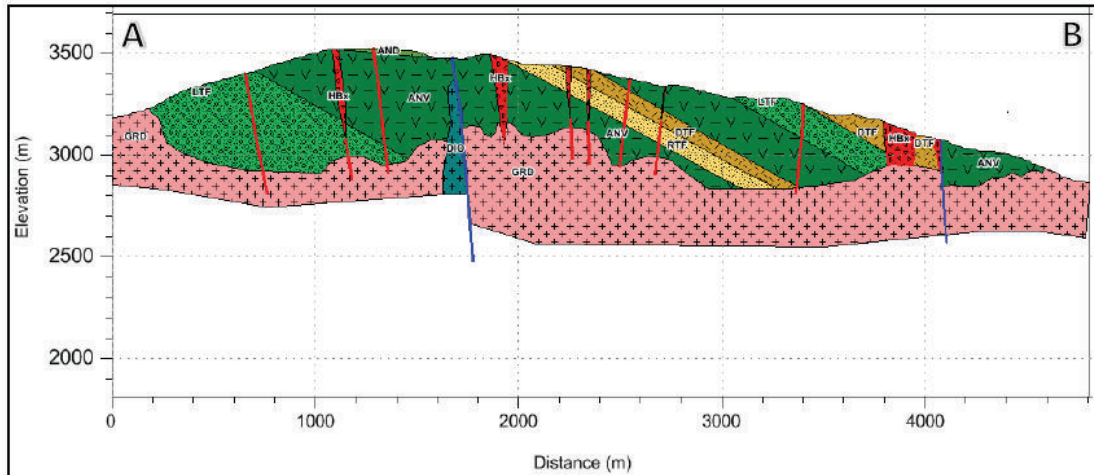 A
B
3500
3000
2500
2000
Elevation (m)
AND
LTF
HBx
ANV
HBx
GRD
DIO
GRD
ANV
DTF
RTF
LTF
DTF
HBx
DTF
ANV
0
1000
2000
3000
4000
Distance (m)